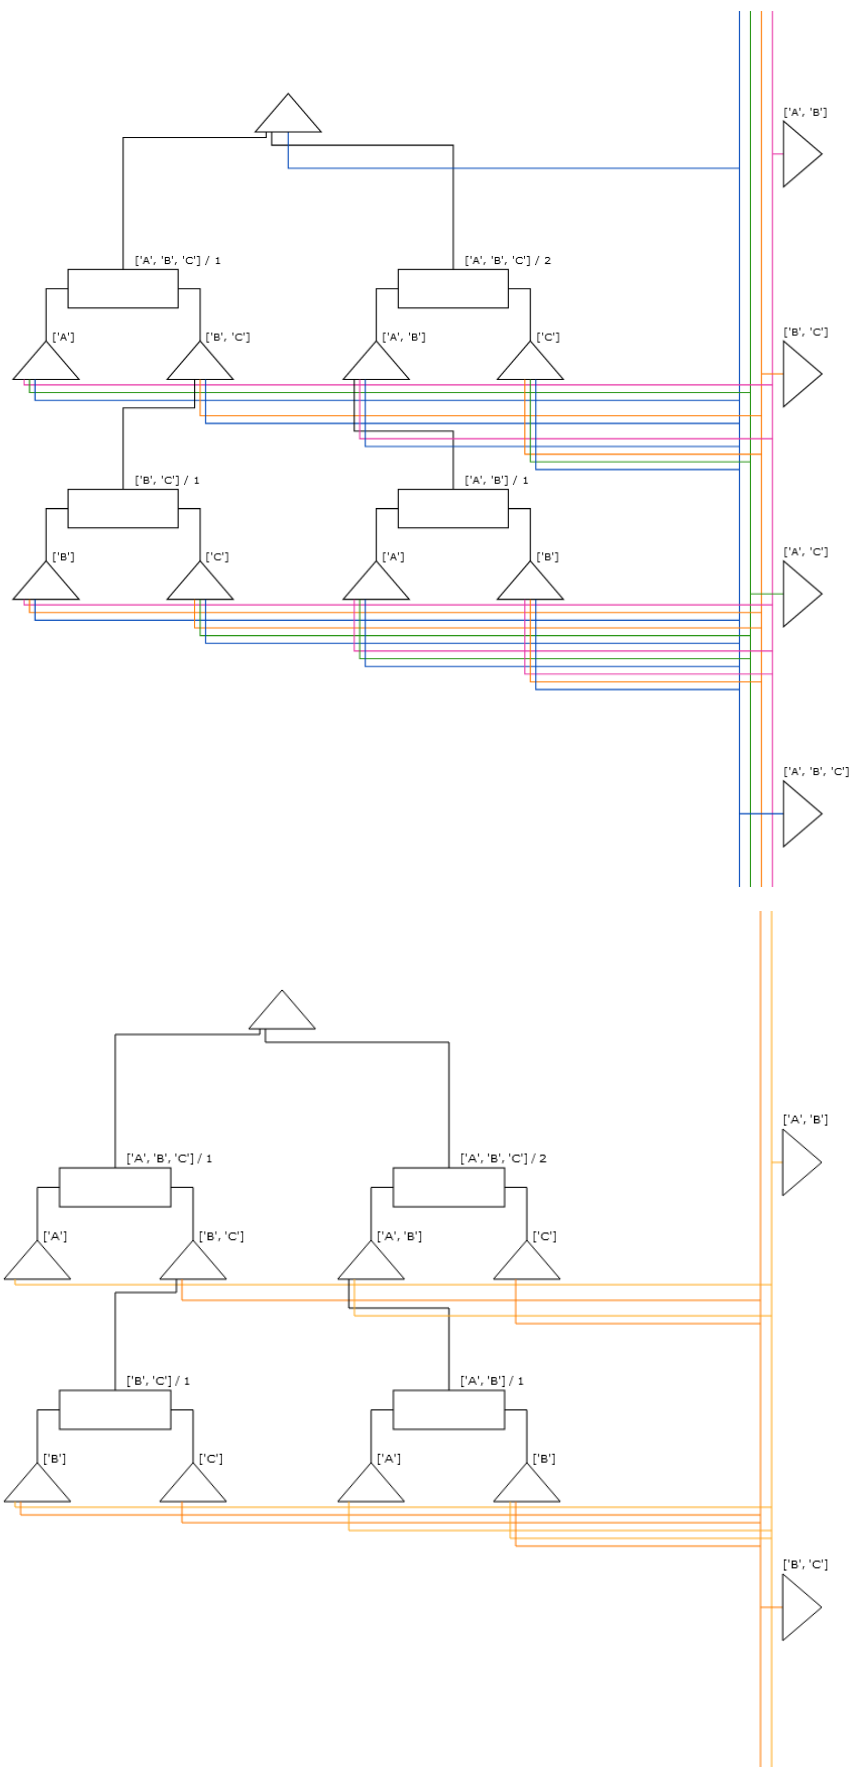 ['A', 'B']
['A', 'B', 'C'] / 1
['A', 'B', 'C'] / 2
['B', 'C']
['A']
['B', 'C']
['A', 'B']
['C']
['B', 'C'] / 1
['A', 'B'] / 1
['A', 'C']
['B']
['C']
['A']
['B']
['A', 'B', 'C']
['A', 'B']
['A', 'B', 'C'] / 1
['A', 'B', 'C'] / 2
['A']
['B', 'C']
['A', 'B']
['C']
['B', 'C'] / 1
['A', 'B'] / 1
['B']
['C']
['A']
['B']
['B', 'C']